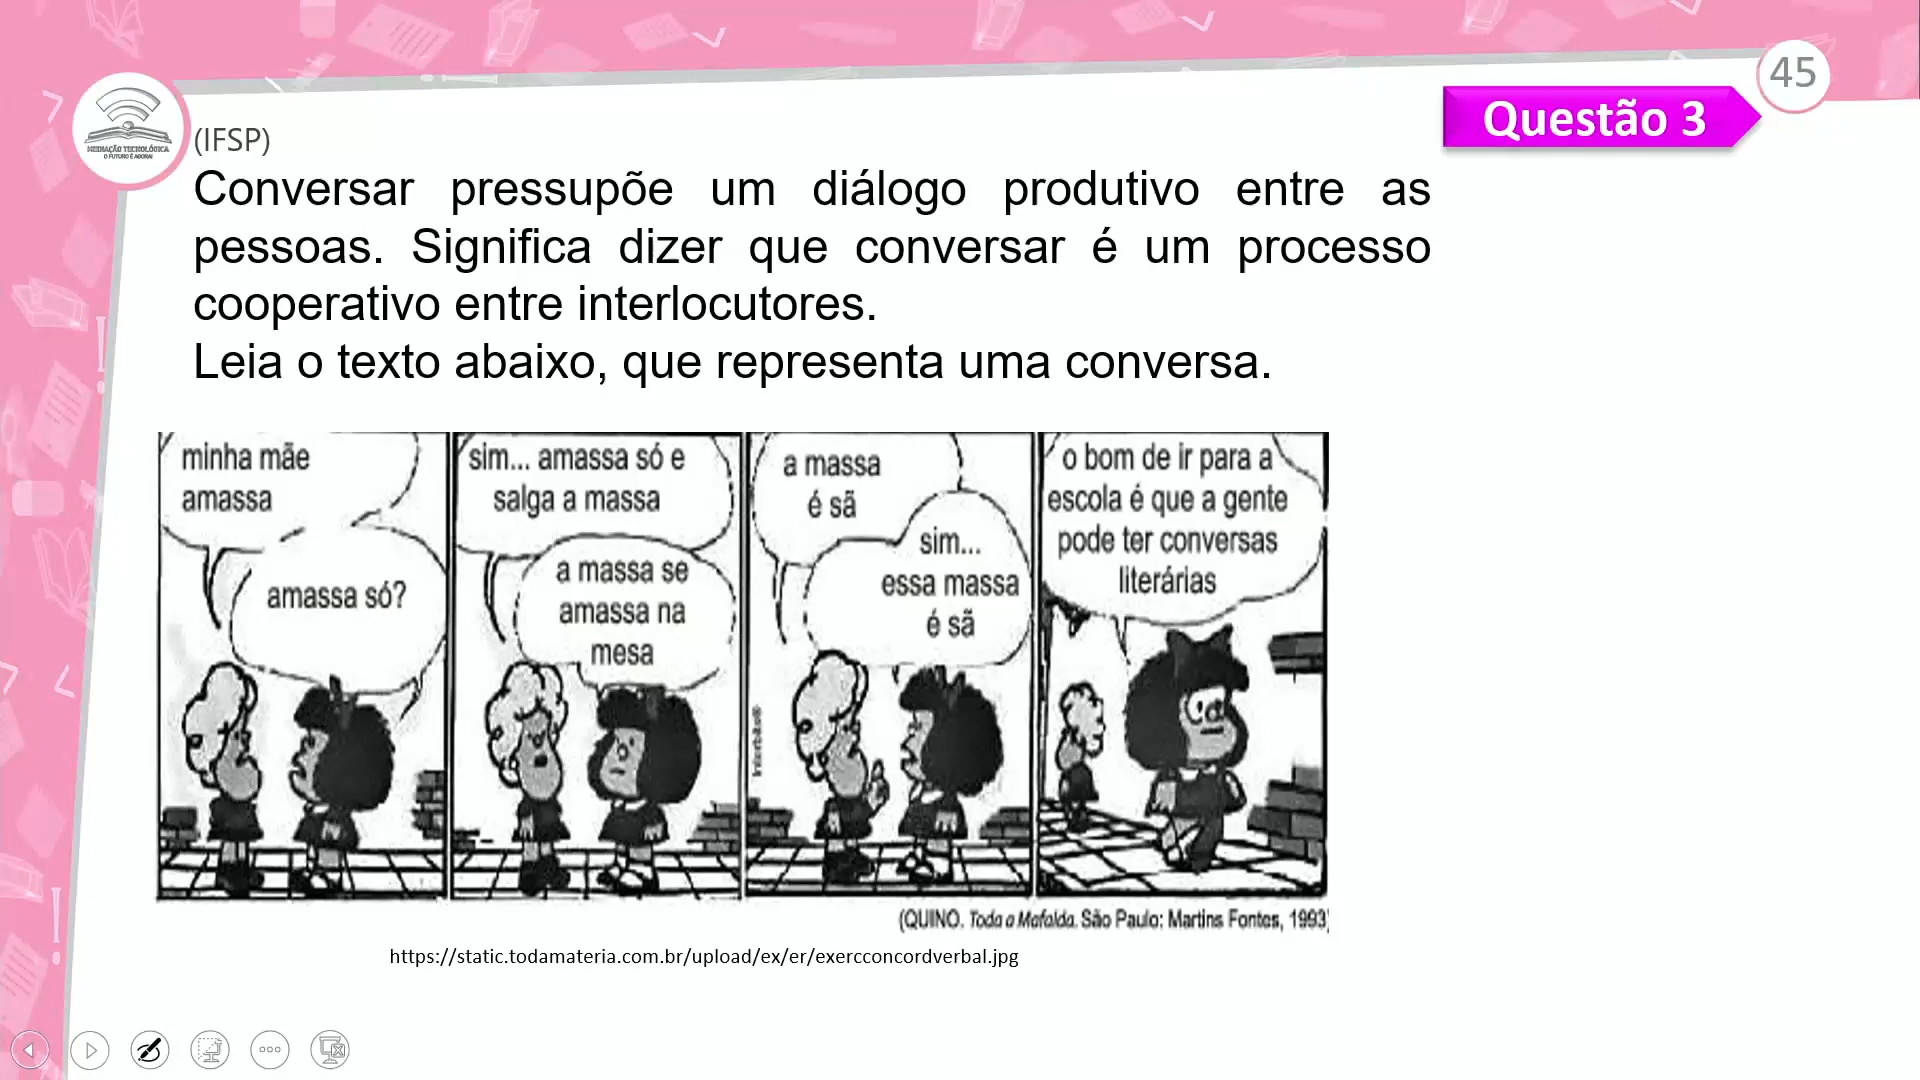 45
Questão 3
MEDIAÇÃO TECNOLÓGICA
O FUTURO É AGORA!
(IFSP)
Conversar pressupõe um diálogo produtivo entre as
pessoas. Significa dizer que conversar é um processo
cooperativo entre interlocutores.
Leia o texto abaixo, que representa uma conversa.
minha mãe
amassa
amassa só?
sim... amassa só e
salga a massa
a massa se
amassa na
mesa
a massa
é sã
sim...
essa massa
é sã
o bom de ir para a
escola é que a gente
pode ter conversas
literárias
(QUINO. Toda a Mafalda. São Paulo: Martins Fontes, 1993)
https://static.todamateria.com.br/upload/ex/er/exercconcordverbal.jpg